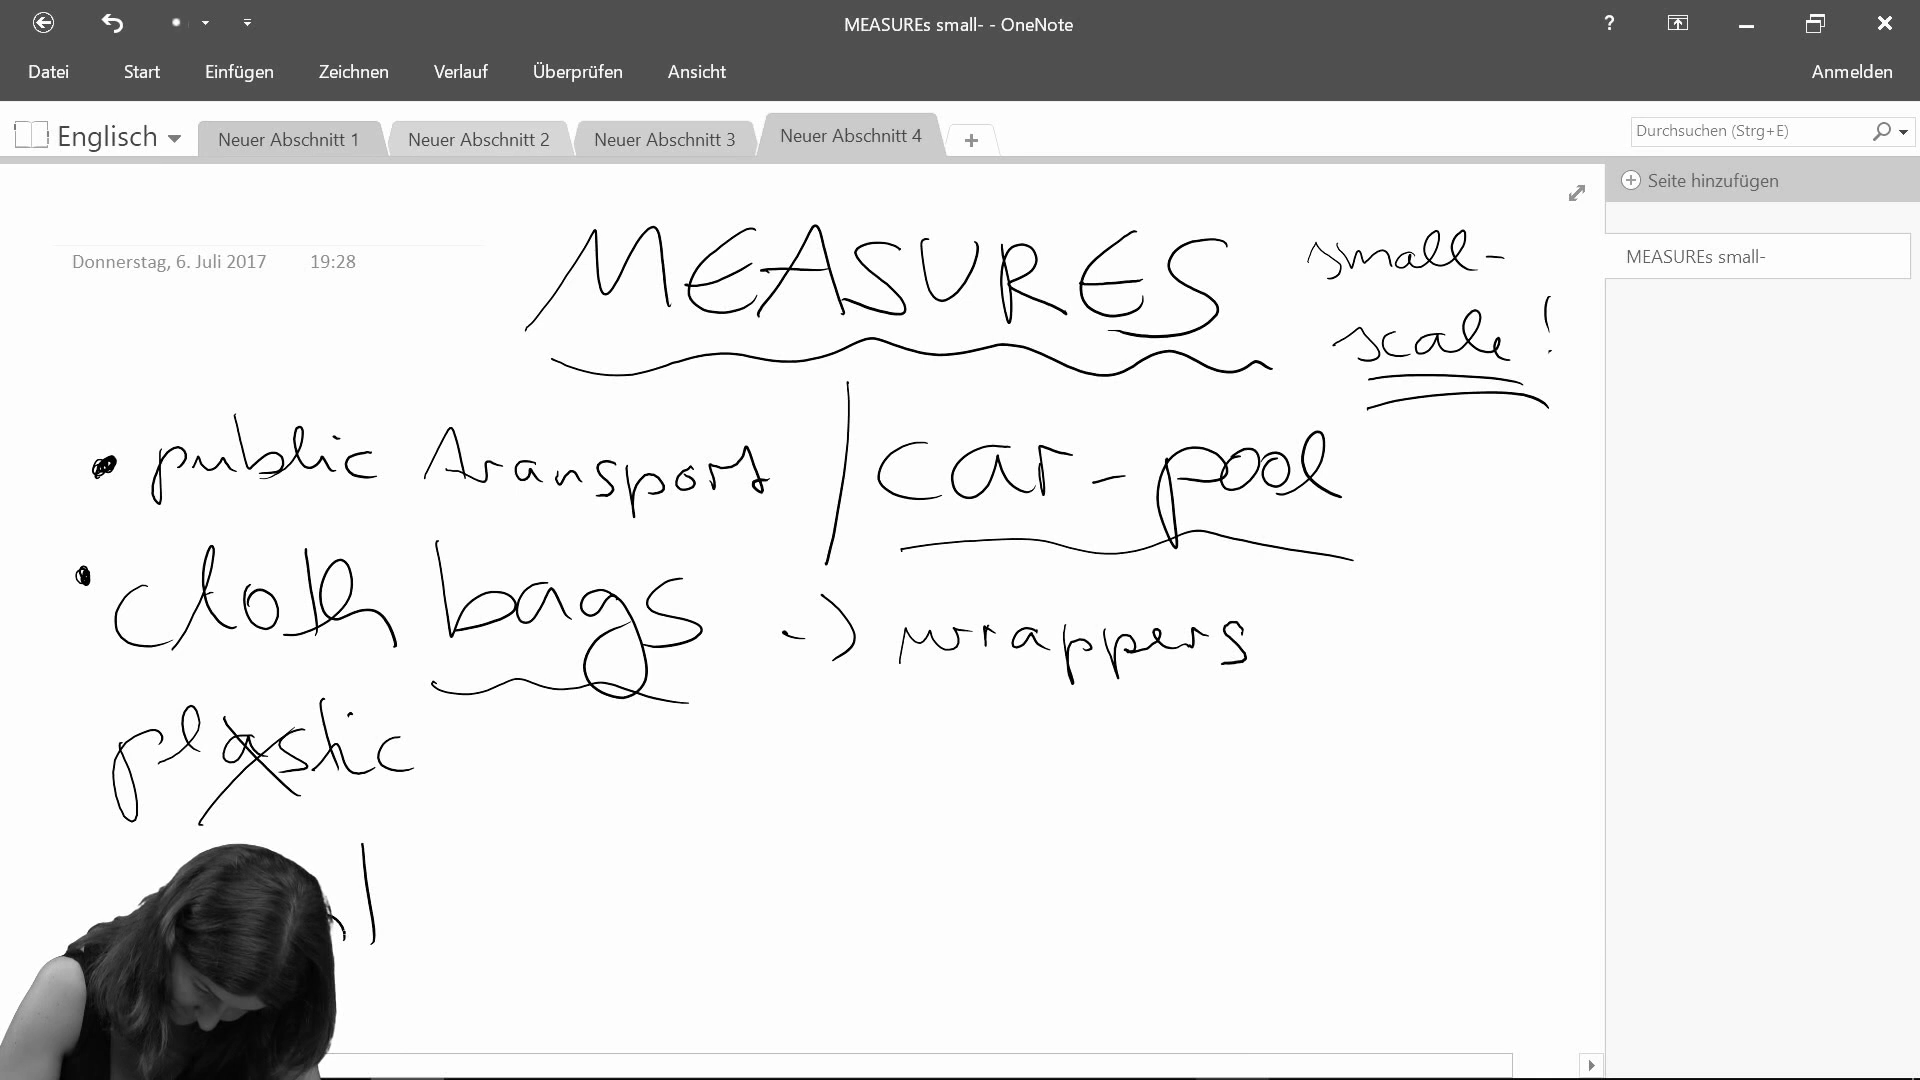 MEASUREs small- - OneNote
?
Datei Start Einfügen Zeichnen Verlauf Überprüfen Ansicht Anmelden
Englisch Neuer Abschnitt 1 Neuer Abschnitt 2 Neuer Abschnitt 3 Neuer Abschnitt 4 +
Durchsuchen (Strg+E)
Seite hinzufügen
MEASUREs small-
Donnerstag, 6. Juli 2017 19:28
MEASURES small-
scale!
• public transport / car-pool
• cloth bags -> wrappers
plastic